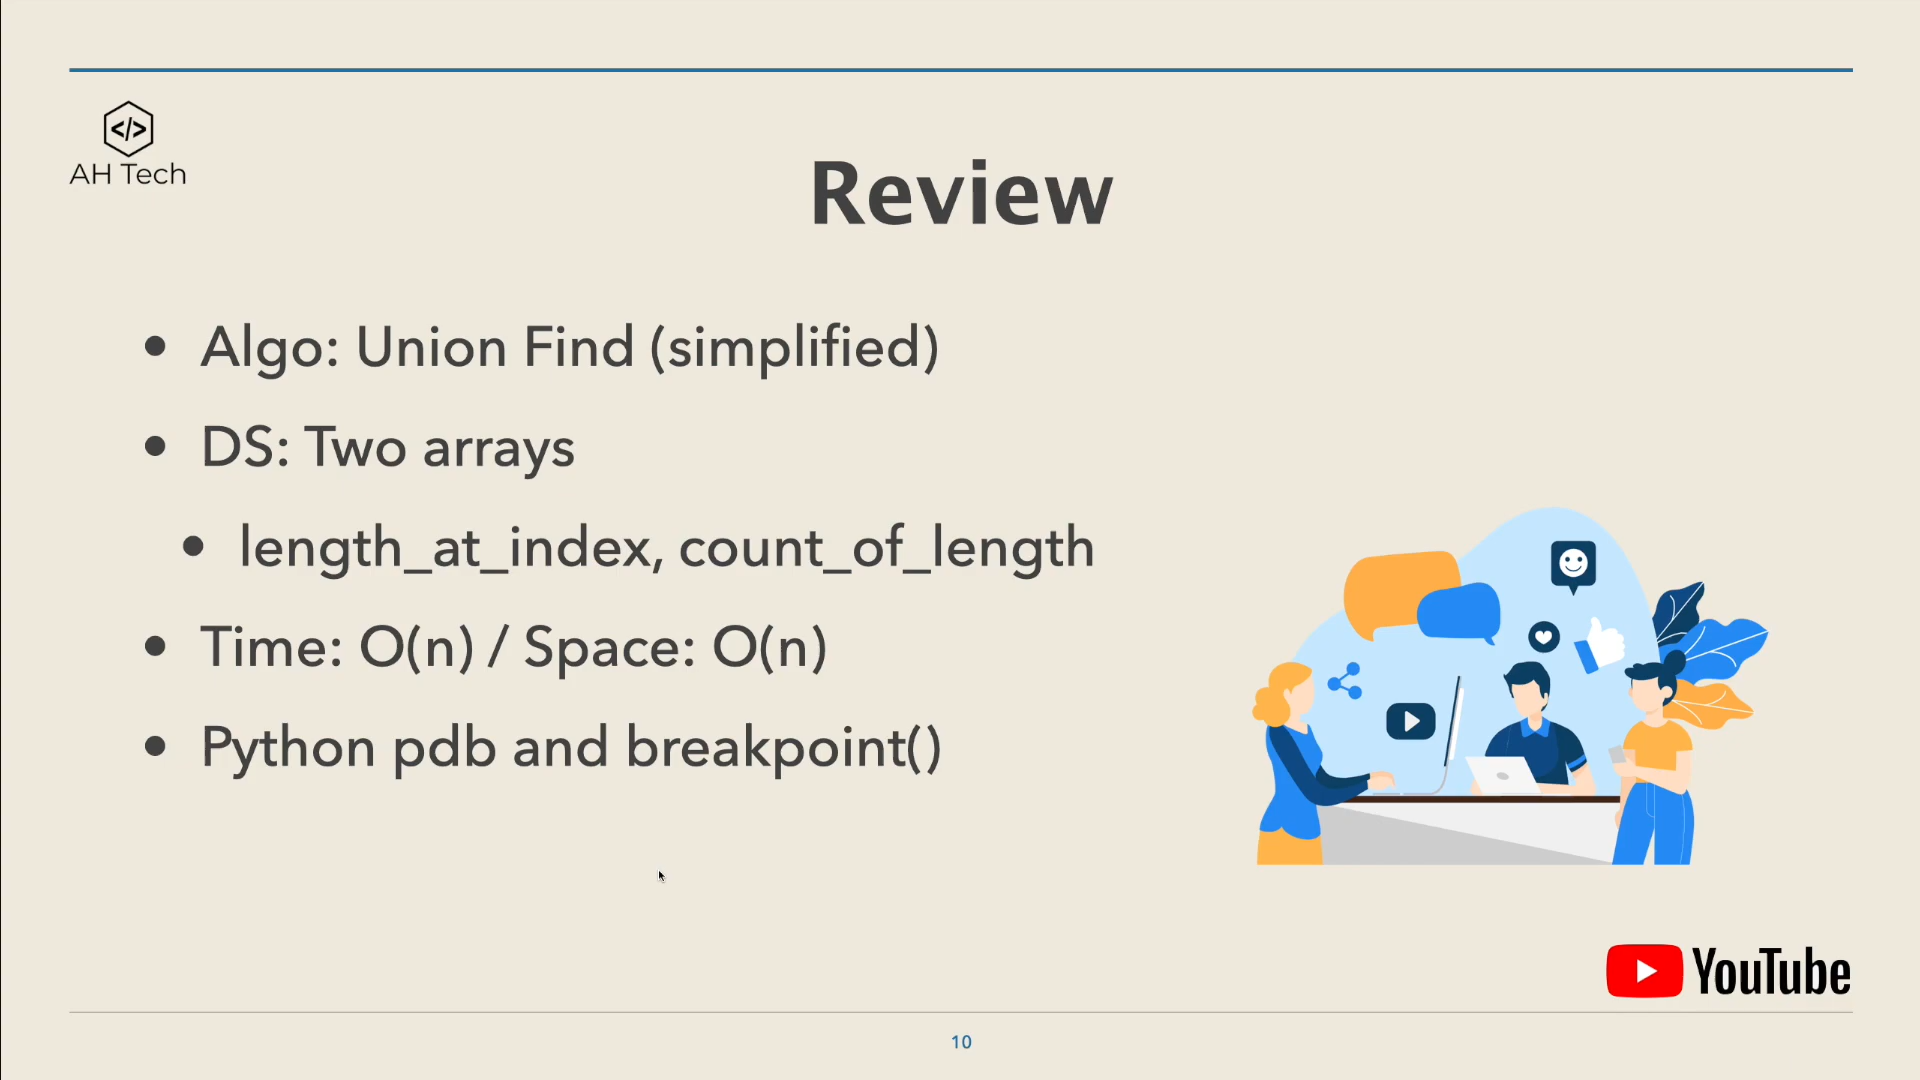 </>
AH Tech
Review
• Algo: Union Find (simplified)
• DS: Two arrays
• length_at_index, count_of_length
• Time: O(n) / Space: O(n)
• Python pdb and breakpoint()
YouTube
10